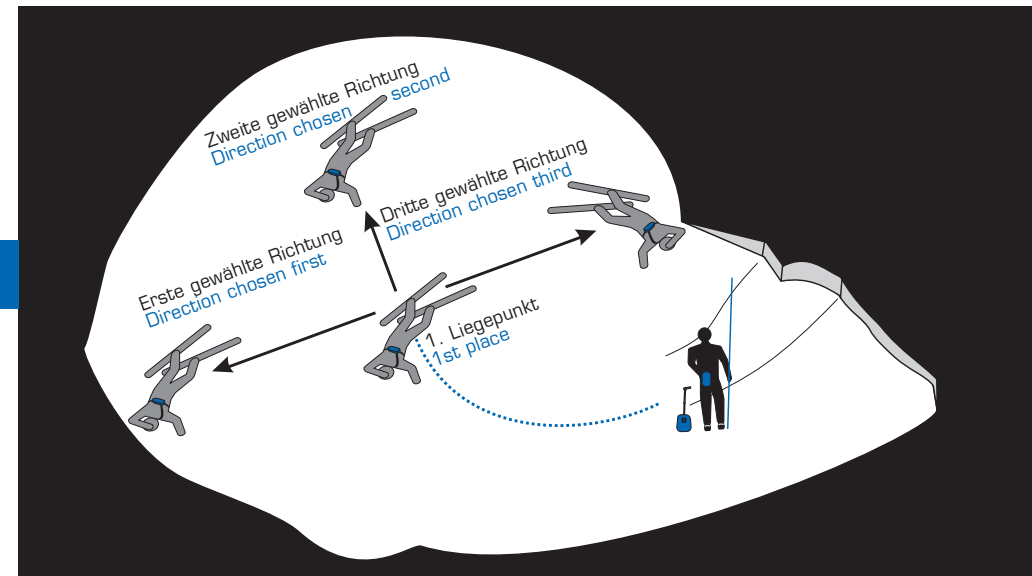 Zweite gewählte Richtung
Direction chosen second
Dritte gewählte Richtung
Direction chosen third
Erste gewählte Richtung
Direction chosen first
1. Liegepunkt
1st place